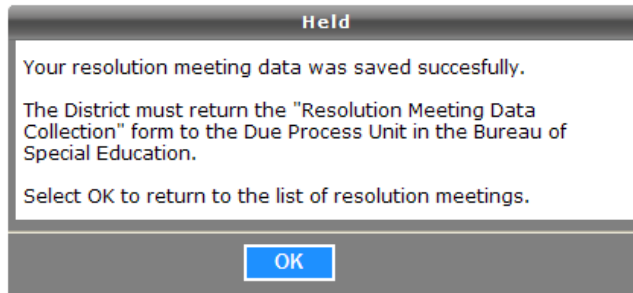 Held
Your resolution meeting data was saved succesfully.
The District must return the "Resolution Meeting Data
Collection" form to the Due Process Unit in the Bureau of
Special Education.
Select OK to return to the list of resolution meetings.
OK